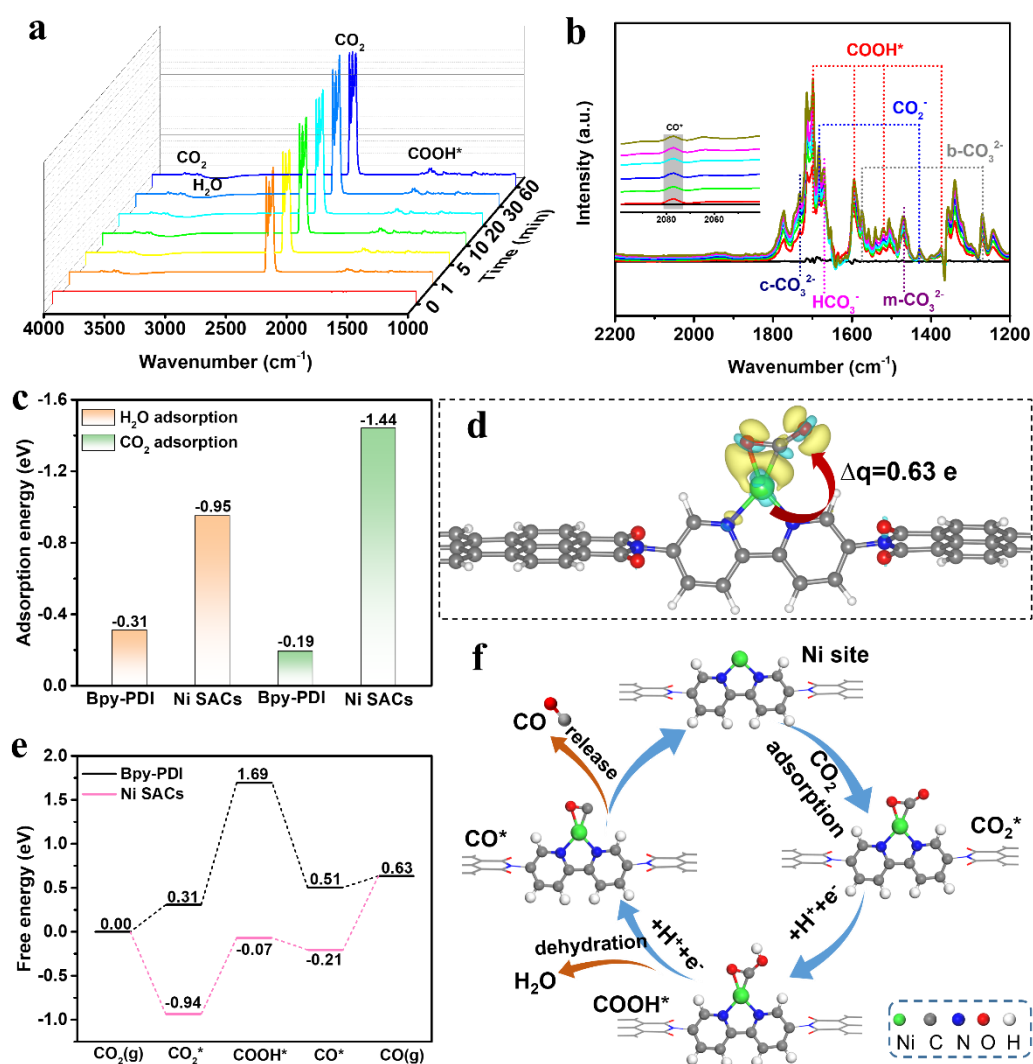 a
CO₂
CO₂
H₂O
COOH*
4000 3000 2000 1000
Wavenumber (cm⁻¹)
0 1 5 10 20 30 60
Time (min)
b
Intensity (a.u.)
COOH*
CO₂⁻
b-CO₃²⁻
CO*
2080 2060
c-CO₃²⁻
HCO₃⁻
m-CO₃²⁻
2200 2000 1800 1600 1400 1200
Wavenumber (cm⁻¹)
c
Adsorption energy (eV)
-1.6
-1.2
-0.8
-0.4
0.0
H₂O adsorption
CO₂ adsorption
-0.31
-0.95
-0.19
-1.44
Bpy-PDI Ni SACs Bpy-PDI Ni SACs
d
Δq=0.63 e
e
Free energy (eV)
2.0
1.5
1.0
0.5
0.0
-0.5
-1.0
Bpy-PDI
Ni SACs
0.00
0.31
1.69
0.51
0.63
-0.94
-0.07
-0.21
CO₂(g) CO₂* COOH* CO* CO(g)
f
Ni site
CO₂
adsorption
CO₂*
+H⁺+e⁻
COOH*
dehydration
H₂O
+H⁺+e⁻
CO*
CO
release
Ni C N O H